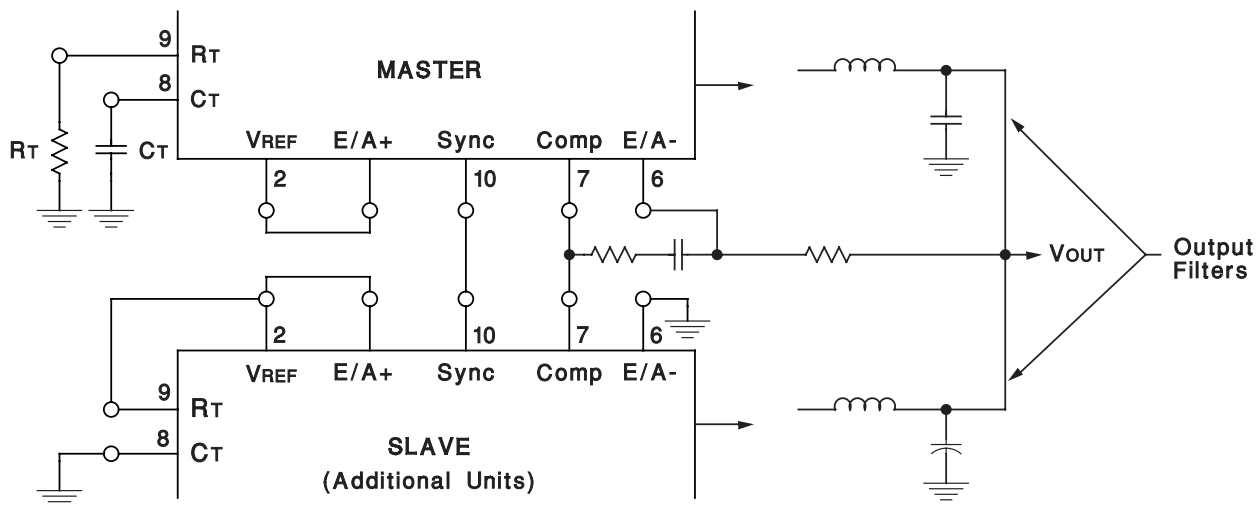 9
RT
MASTER
8
CT
RT
CT
VREF
E/A+
Sync
Comp
E/A-
2
10
7
6
VOUT
Output
Filters
2
10
7
6
VREF
E/A+
Sync
Comp
E/A-
9
RT
8
CT
SLAVE
(Additional Units)